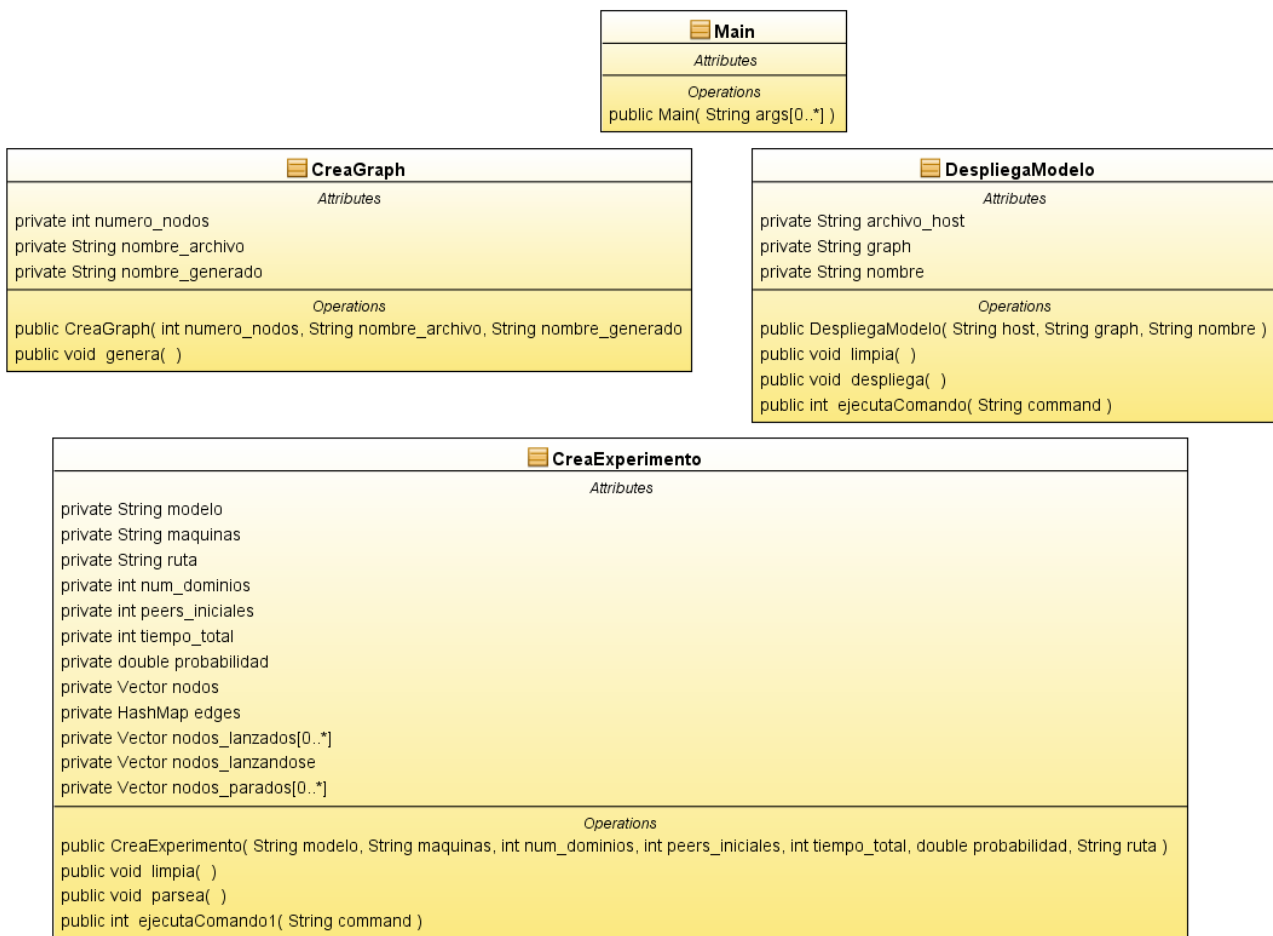 Main
Attributes
Operations
public Main( String args[0..*] )
CreaGraph
Attributes
private int numero_nodos
private String nombre_archivo
private String nombre_generado
Operations
public CreaGraph( int numero_nodos, String nombre_archivo, String nombre_generado
public void  genera(  )
DespliegaModelo
Attributes
private String archivo_host
private String graph
private String nombre
Operations
public DespliegaModelo( String host, String graph, String nombre )
public void  limpia(  )
public void  despliega(  )
public int  ejecutaComando( String command )
CreaExperimento
Attributes
private String modelo
private String maquinas
private String ruta
private int num_dominios
private int peers_iniciales
private int tiempo_total
private double probabilidad
private Vector nodos
private HashMap edges
private Vector nodos_lanzados[0..*]
private Vector nodos_lanzandose
private Vector nodos_parados[0..*]
Operations
public CreaExperimento( String modelo, String maquinas, int num_dominios, int peers_iniciales, int tiempo_total, double probabilidad, String ruta )
public void  limpia(  )
public void  parsea(  )
public int  ejecutaComando1( String command )